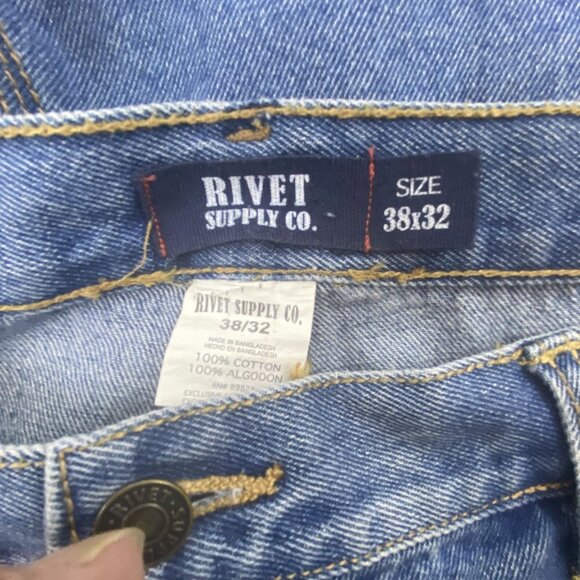 RIVET
SUPPLY CO.
SIZE
38x32
RIVET SUPPLY CO.
38/32
MADE IN BANGLADESH
HECHO EN BANGLADESH
100% COTTON
100% ALGODON
RIVET